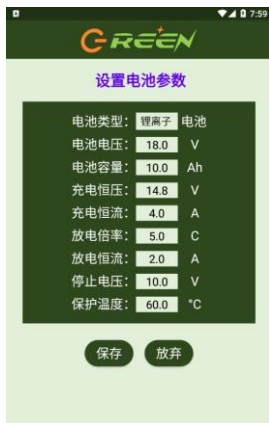 7:59
GREEN
设置电池参数
电池类型: 锂离子 电池
电池电压: 18.0 V
电池容量: 10.0 Ah
充电恒压: 14.8 V
充电恒流: 4.0 A
放电倍率: 5.0 C
放电恒流: 2.0 A
停止电压: 10.0 V
保护温度: 60.0 °C
保存 放弃